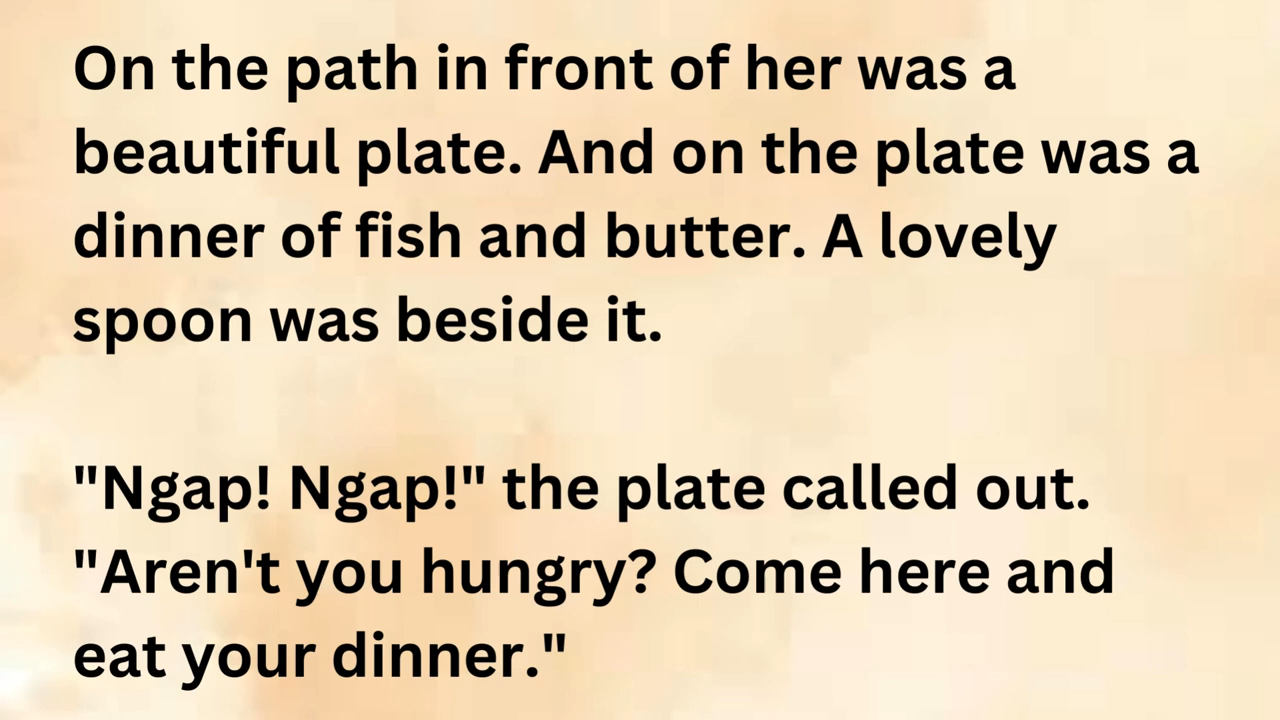 On the path in front of her was a
beautiful plate. And on the plate was a
dinner of fish and butter. A lovely
spoon was beside it.
"Ngap! Ngap!" the plate called out.
"Aren't you hungry? Come here and
eat your dinner."